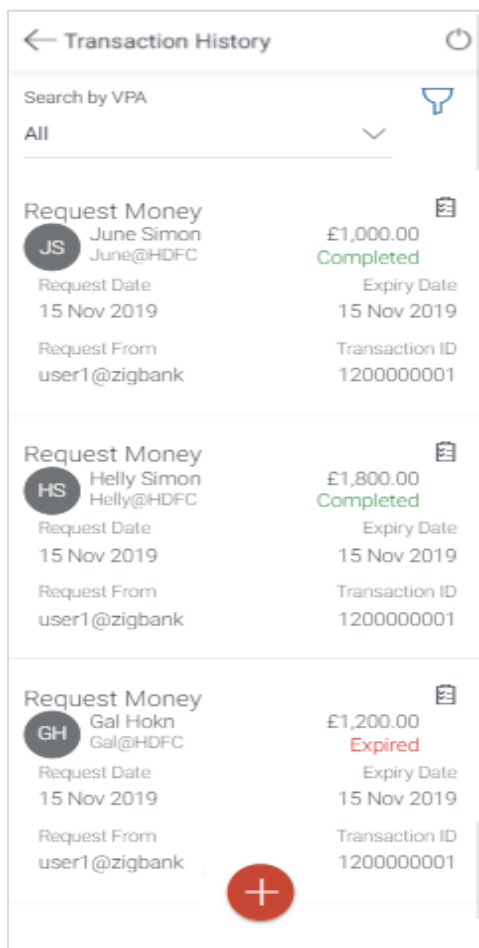 Transaction History
Search by VPA
All
Request Money
JS June Simon £1,000.00
June@HDFC Completed
Request Date Expiry Date
15 Nov 2019 15 Nov 2019
Request From Transaction ID
user1@zigbank 1200000001
Request Money
HS Helly Simon £1,800.00
Helly@HDFC Completed
Request Date Expiry Date
15 Nov 2019 15 Nov 2019
Request From Transaction ID
user1@zigbank 1200000001
Request Money
GH Gal Hokn £1,200.00
Gal@HDFC Expired
Request Date Expiry Date
15 Nov 2019 15 Nov 2019
Request From Transaction ID
user1@zigbank 1200000001